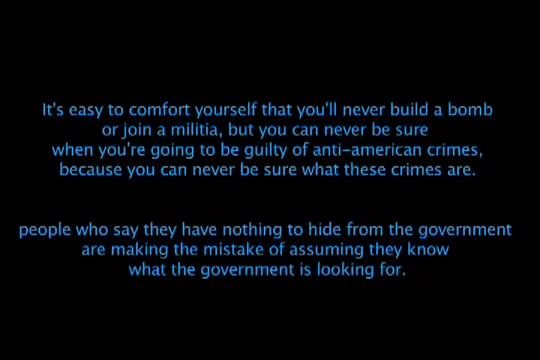 It's easy to comfort yourself that you'll never build a bomb
or join a militia, but you can never be sure
when you're going to be guilty of anti-american crimes,
because you can never be sure what these crimes are.
people who say they have nothing to hide from the government
are making the mistake of assuming they know
what the government is looking for.